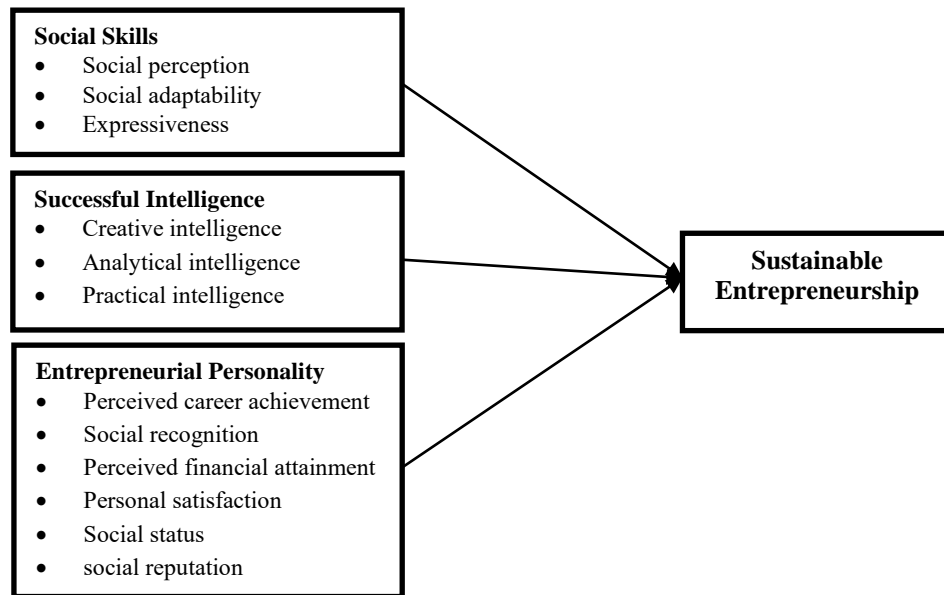 Social Skills
• Social perception
• Social adaptability
• Expressiveness
Successful Intelligence
• Creative intelligence
• Analytical intelligence
• Practical intelligence
Entrepreneurial Personality
• Perceived career achievement
• Social recognition
• Perceived financial attainment
• Personal satisfaction
• Social status
• social reputation
Sustainable
Entrepreneurship